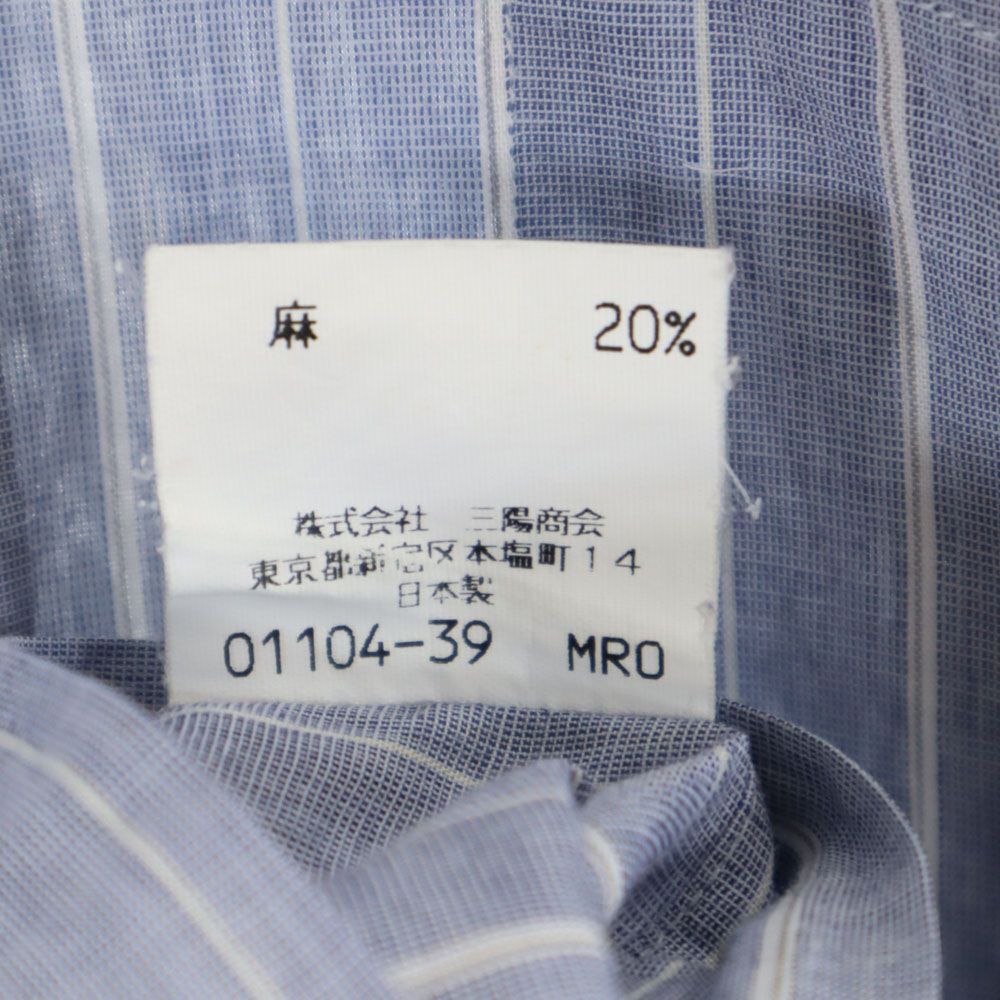 麻 20%
株式会社 三陽商会
東京都新宿区本塩町14
日本製
01104-39 MRO